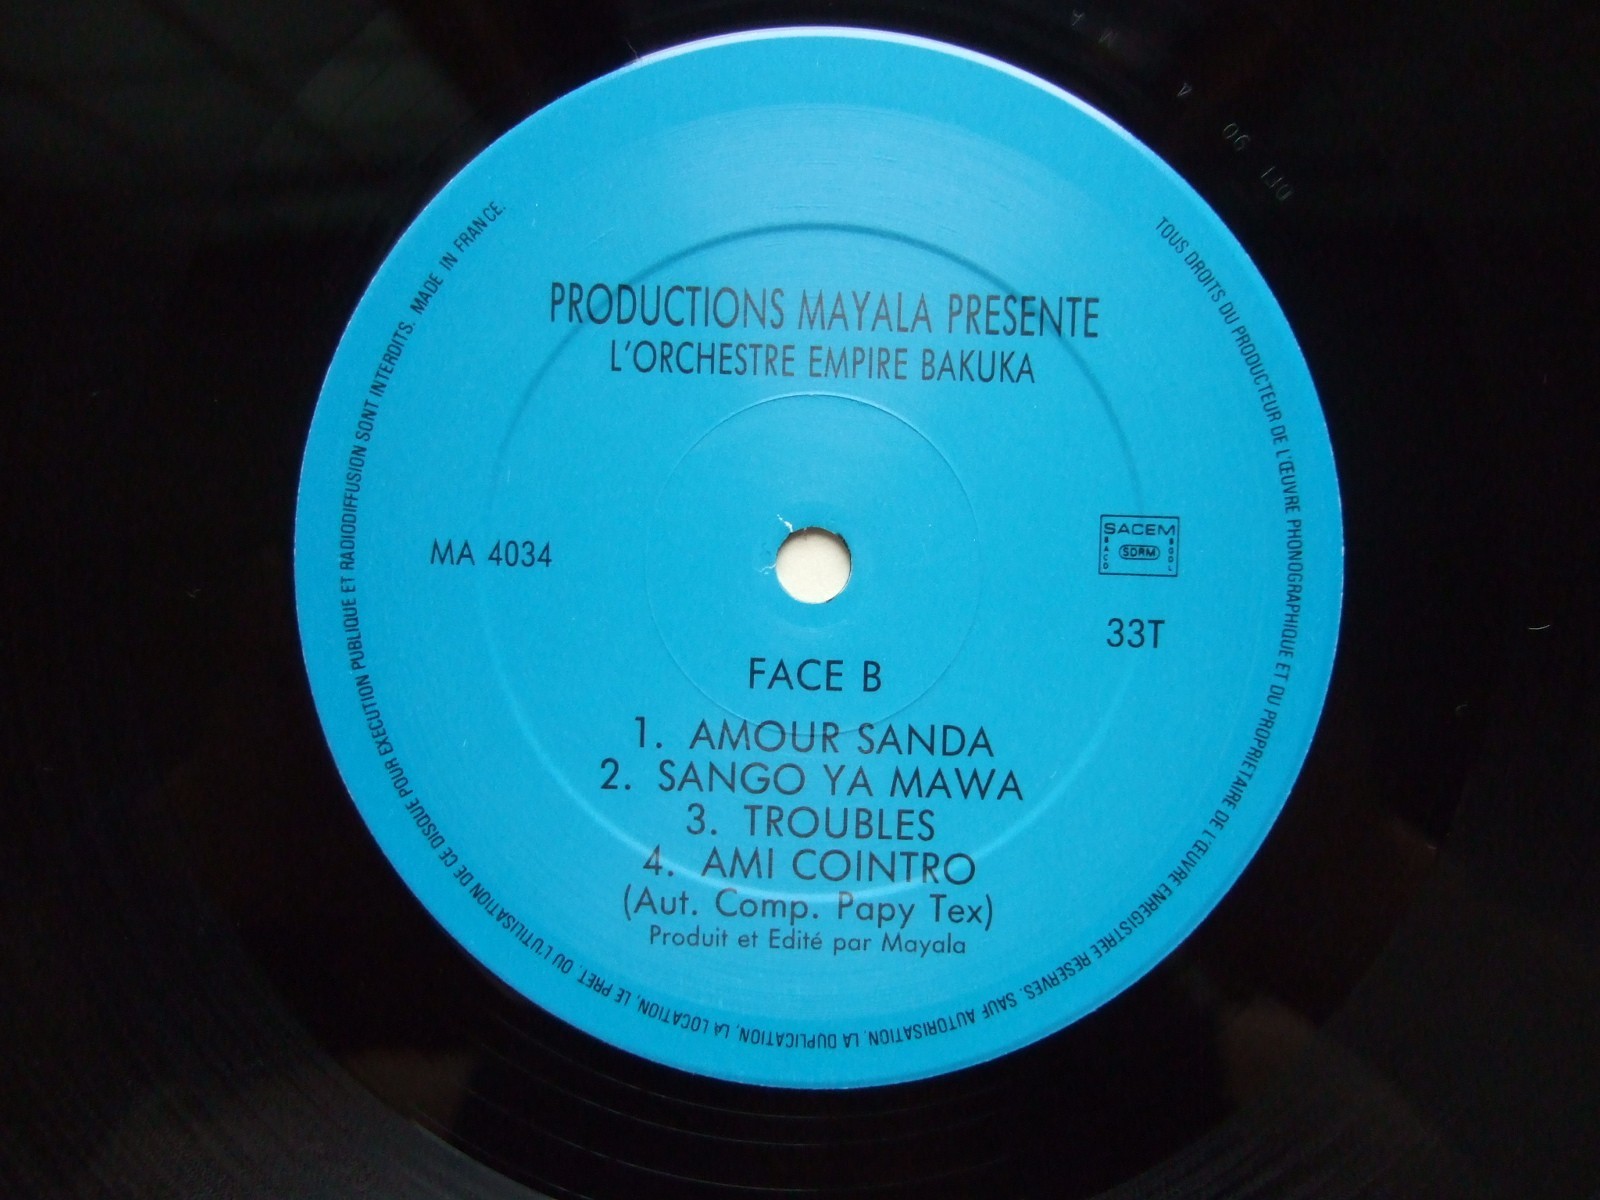 PRODUCTIONS MAYALA PRESENTE
L'ORCHESTRE EMPIRE BAKUKA
MA 4034
SACEM
SDRM
33T
FACE B
1. AMOUR SANDA
2. SANGO YA MAWA
3. TROUBLES
4. AMI COINTRO
(Aut. Comp. Papy Tex)
Produit et Edité par Mayala
TOUS DROITS DU PRODUCTEUR DE L'ŒUVRE PHONOGRAPHIQUE ET DU PROPRIETAIRE DE L'ŒUVRE ENREGISTREE RESERVES. SAUF AUTORISATION, LA DUPLICATION, LA LOCATION, LE PRET, OU L'UTILISATION DE CE DISQUE POUR EXECUTION PUBLIQUE ET RADIODIFFUSION SONT INTERDITS. MADE IN FRANCE.